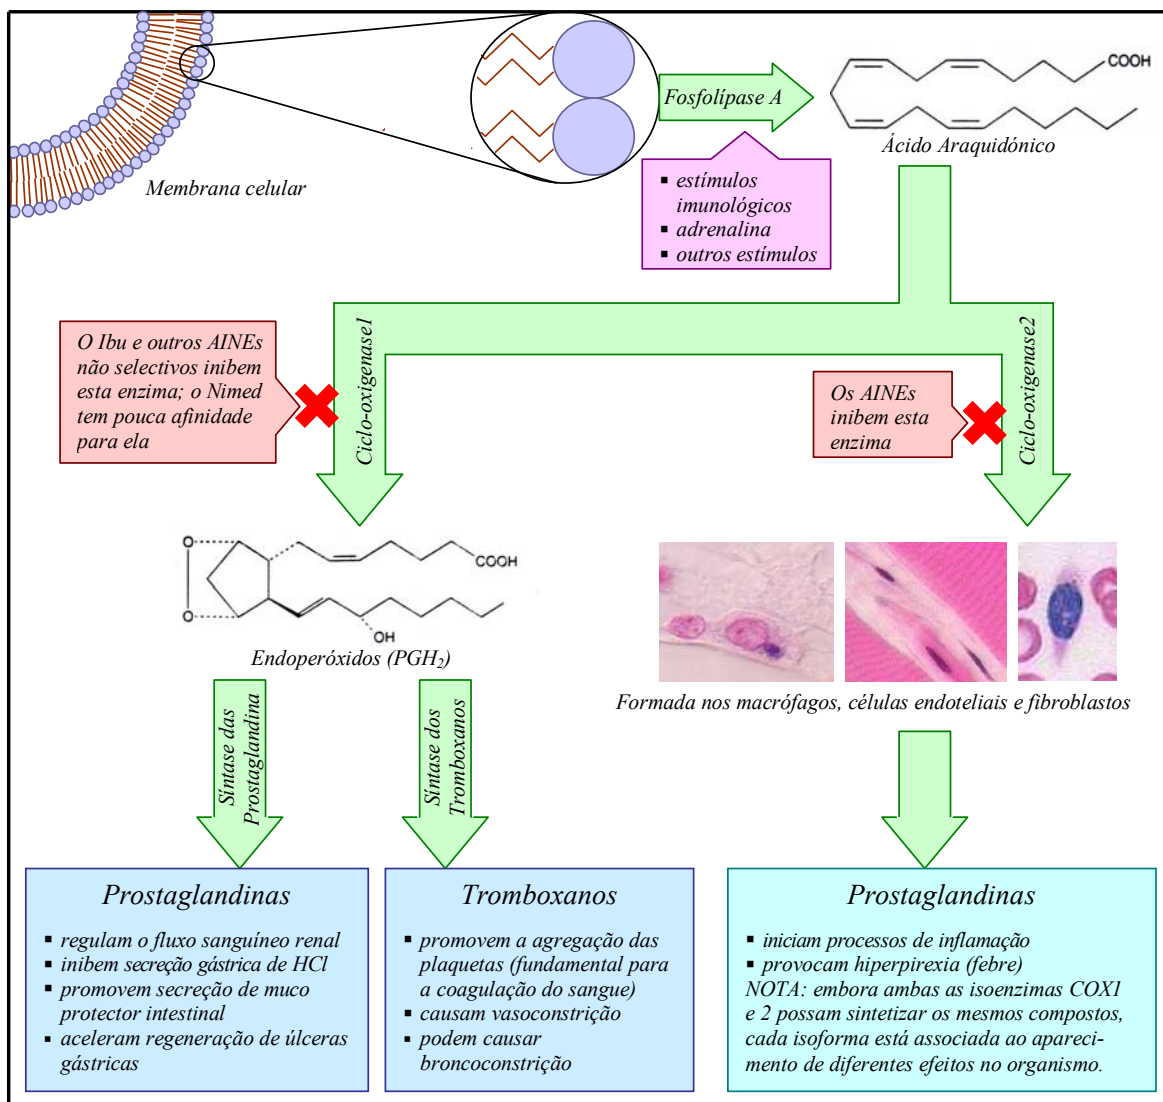 Membrana celular
Fosfolípase A
COOH
Ácido Araquidónico
▪ estímulos
imunológicos
▪ adrenalina
▪ outros estímulos
O Ibu e outros AINEs
não selectivos inibem
esta enzima; o Nimed
tem pouca afinidade
para ela
Ciclo-oxigenase1
Os AINEs
inibem esta
enzima
Ciclo-oxigenase2
O
O
COOH
OH
Endoperóxidos (PGH₂)
Formada nos macrófagos, células endoteliais e fibroblastos
Síntase das
Prostaglandina
Síntase dos
Tromboxanos
Prostaglandinas
▪ regulam o fluxo sanguíneo renal
▪ inibem secreção gástrica de HCl
▪ promovem secreção de muco
protector intestinal
▪ aceleram regeneração de úlceras
gástricas
Tromboxanos
▪ promovem a agregação das
plaquetas (fundamental para
a coagulação do sangue)
▪ causam vasoconstrição
▪ podem causar
broncoconstrição
Prostaglandinas
▪ iniciam processos de inflamação
▪ provocam hiperpirexia (febre)
NOTA: embora ambas as isoenzimas COX1
e 2 possam sintetizar os mesmos compostos,
cada isoforma está associada ao apareci-
mento de diferentes efeitos no organismo.